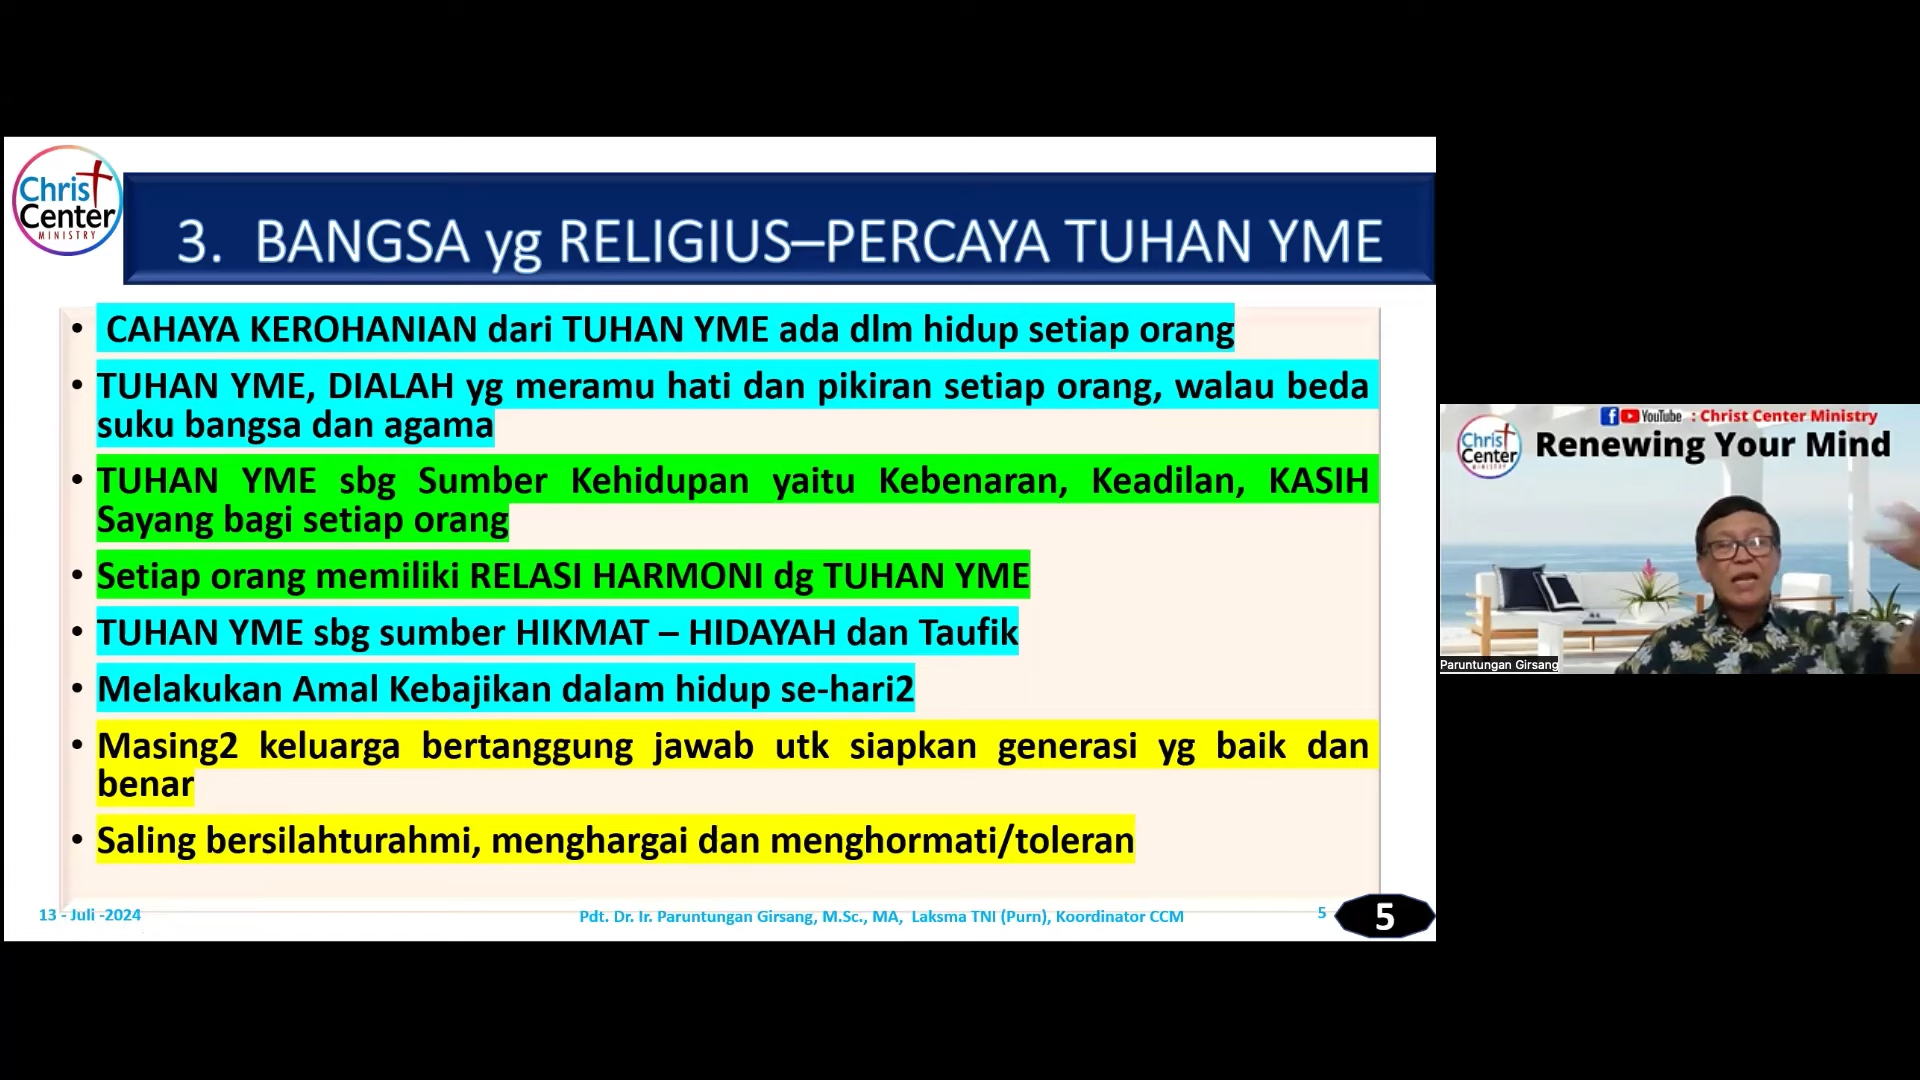 Christ
Center
MINISTRY
3. BANGSA yg RELIGIUS–PERCAYA TUHAN YME
• CAHAYA KEROHANIAN dari TUHAN YME ada dlm hidup setiap orang
• TUHAN YME, DIALAH yg meramu hati dan pikiran setiap orang, walau beda
suku bangsa dan agama
• TUHAN YME sbg Sumber Kehidupan yaitu Kebenaran, Keadilan, KASIH
Sayang bagi setiap orang
• Setiap orang memiliki RELASI HARMONI dg TUHAN YME
• TUHAN YME sbg sumber HIKMAT – HIDAYAH dan Taufik
• Melakukan Amal Kebajikan dalam hidup se-hari2
• Masing2 keluarga bertanggung jawab utk siapkan generasi yg baik dan
benar
• Saling bersilahturahmi, menghargai dan menghormati/toleran
13 - Juli -2024
Pdt. Dr. Ir. Paruntungan Girsang, M.Sc., MA, Laksma TNI (Purn), Koordinator CCM
5
5
YouTube : Christ Center Ministry
Christ
Center
MINISTRY
Renewing Your Mind
Paruntungan Girsang